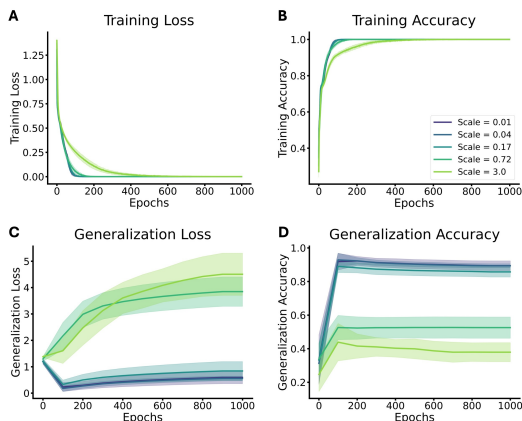 A
Training Loss
Training Loss
1.25
1.00
0.75
0.50
0.25
0.00
0 200 400 600 800 1000
Epochs
B
Training Accuracy
Training Accuracy
1.0
0.8
0.6
0.4
Scale = 0.01
Scale = 0.04
Scale = 0.17
Scale = 0.72
Scale = 3.0
0 200 400 600 800 1000
Epochs
C
Generalization Loss
Generalization Loss
5
4
3
2
1
0
0 200 400 600 800 1000
Epochs
D
Generalization Accuracy
Generalization Accuracy
1.0
0.8
0.6
0.4
0.2
0 200 400 600 800 1000
Epochs